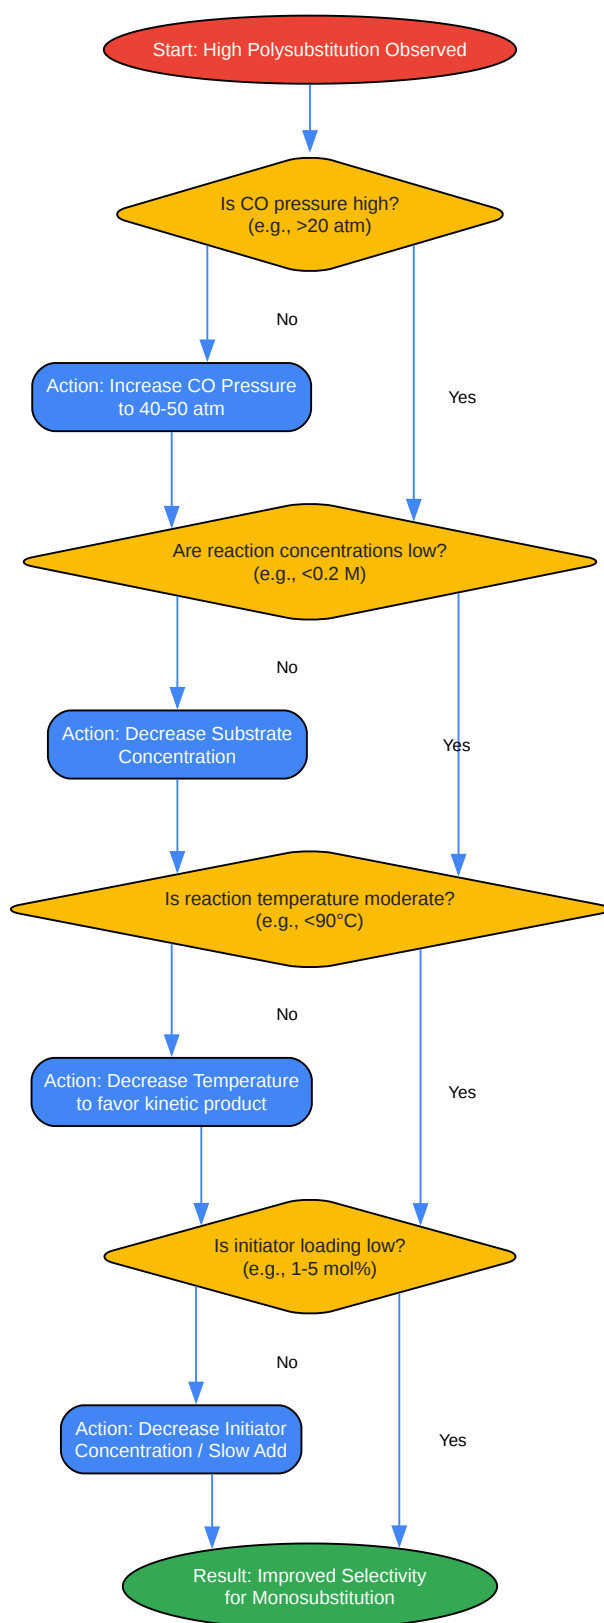 Start: High Polysubstitution Observed
Is CO pressure high?
(e.g., >20 atm)
No
Action: Increase CO Pressure
to 40-50 atm
Yes
Are reaction concentrations low?
(e.g., <0.2 M)
No
Action: Decrease Substrate
Concentration
Yes
Is reaction temperature moderate?
(e.g., <90°C)
No
Action: Decrease Temperature
to favor kinetic product
Yes
Is initiator loading low?
(e.g., 1-5 mol%)
No
Action: Decrease Initiator
Concentration / Slow Add
Yes
Result: Improved Selectivity
for Monosubstitution